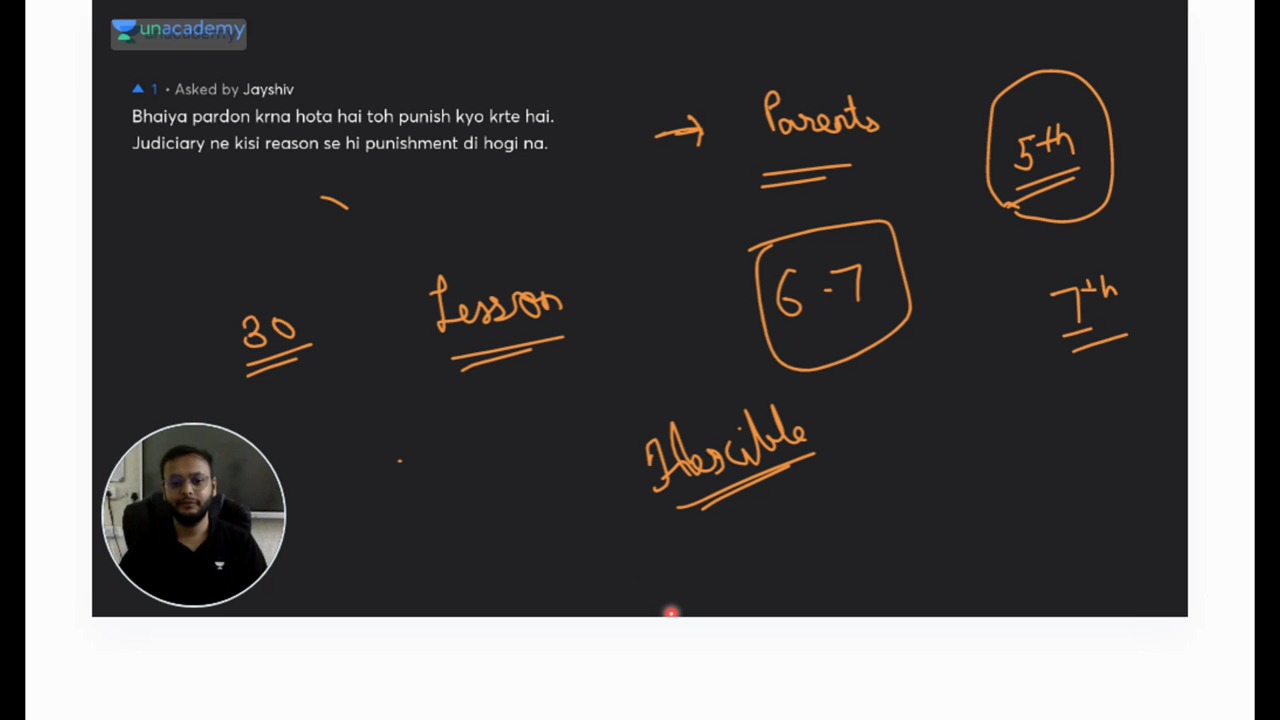 unacademy
1 • Asked by Jayshiv
Bhaiya pardon krna hota hai toh punish kyo krte hai.
Judiciary ne kisi reason se hi punishment di hogi na.
Parents
5th
6-7
7th
Lesson
30